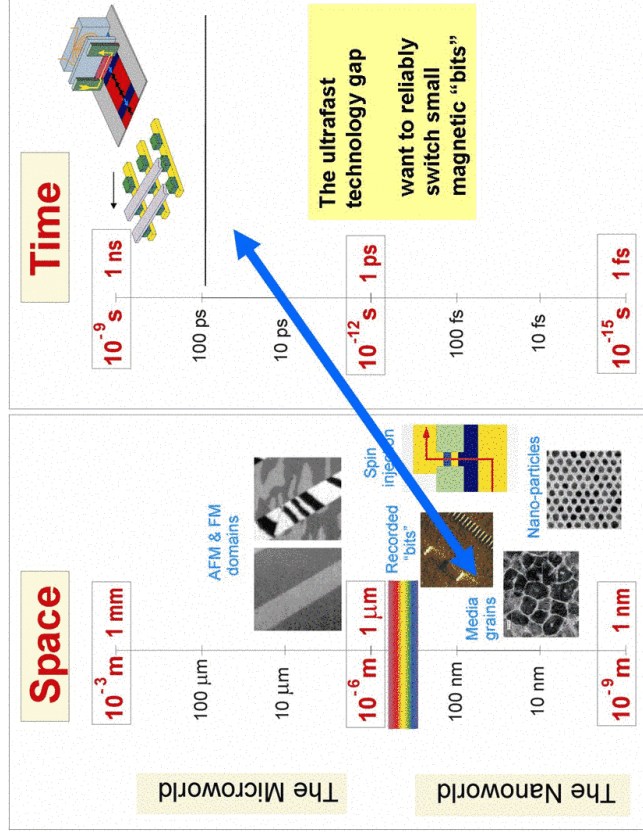 Space
10⁻³ m 1 mm
100 μm
10 μm
10⁻⁶ m 1 μm
100 nm
10 nm
10⁻⁹ m 1 nm
The Microworld
The Nanoworld
AFM & FM
domains
Recorded
“bits”
Spin
injection
Media
grains
Nano-particles
Time
10⁻⁹ s 1 ns
100 ps
10 ps
10⁻¹² s 1 ps
100 fs
10 fs
10⁻¹⁵ s 1 fs
The ultrafast
technology gap
want to reliably
switch small
magnetic “bits”